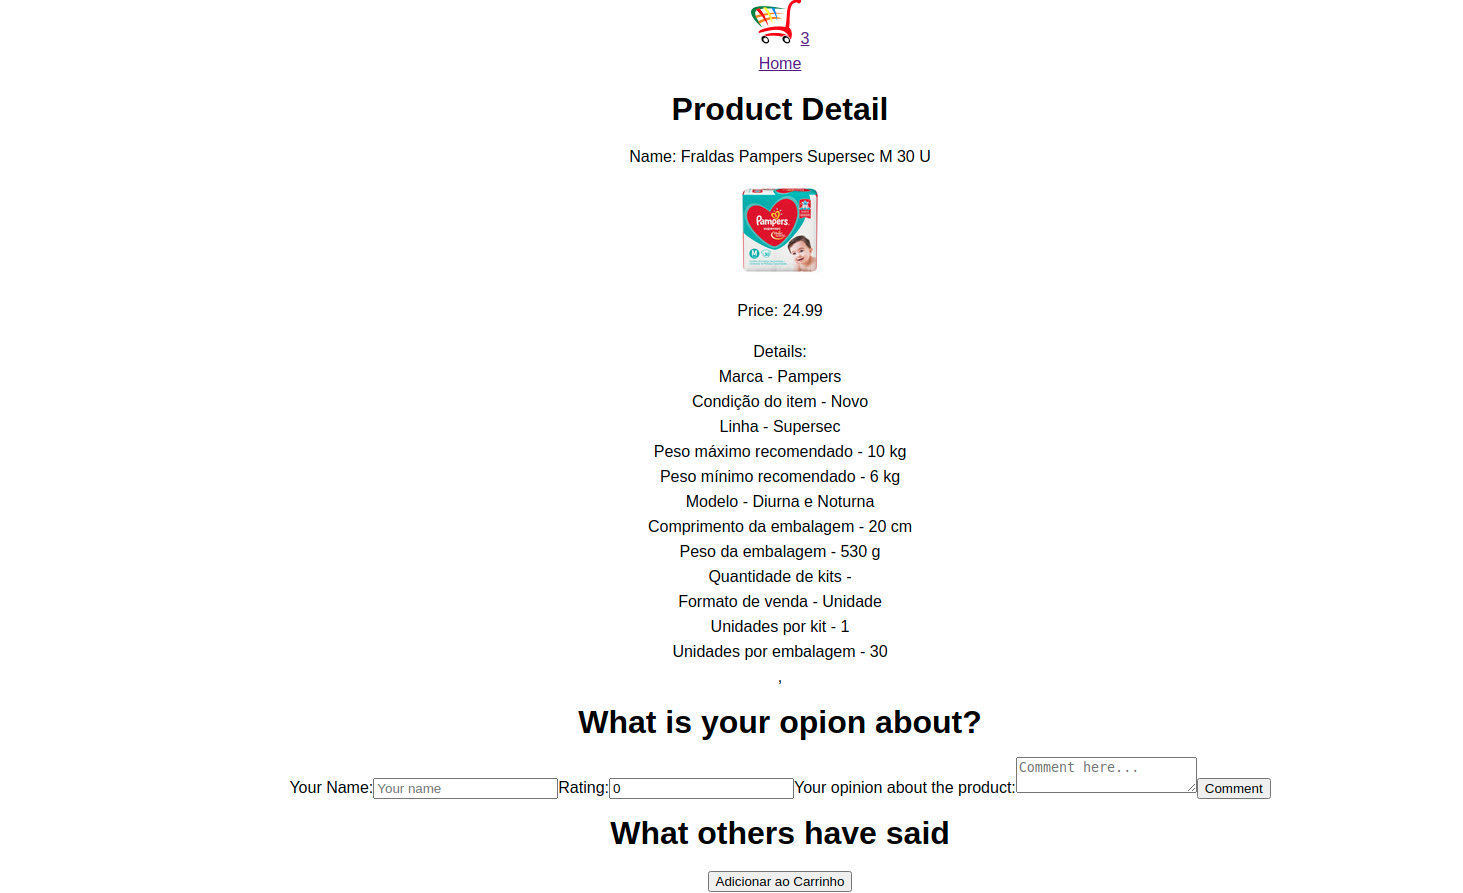 3
Home
Product Detail
Name: Fraldas Pampers Supersec M 30 U
Pampers
supersec
M
30
Price: 24.99
Details:
Marca - Pampers
Condição do item - Novo
Linha - Supersec
Peso máximo recomendado - 10 kg
Peso mínimo recomendado - 6 kg
Modelo - Diurna e Noturna
Comprimento da embalagem - 20 cm
Peso da embalagem - 530 g
Quantidade de kits -
Formato de venda - Unidade
Unidades por kit - 1
Unidades por embalagem - 30
,
What is your opion about?
Your Name: Your name Rating: 0 Your opinion about the product: Comment here... Comment
What others have said
Adicionar ao Carrinho